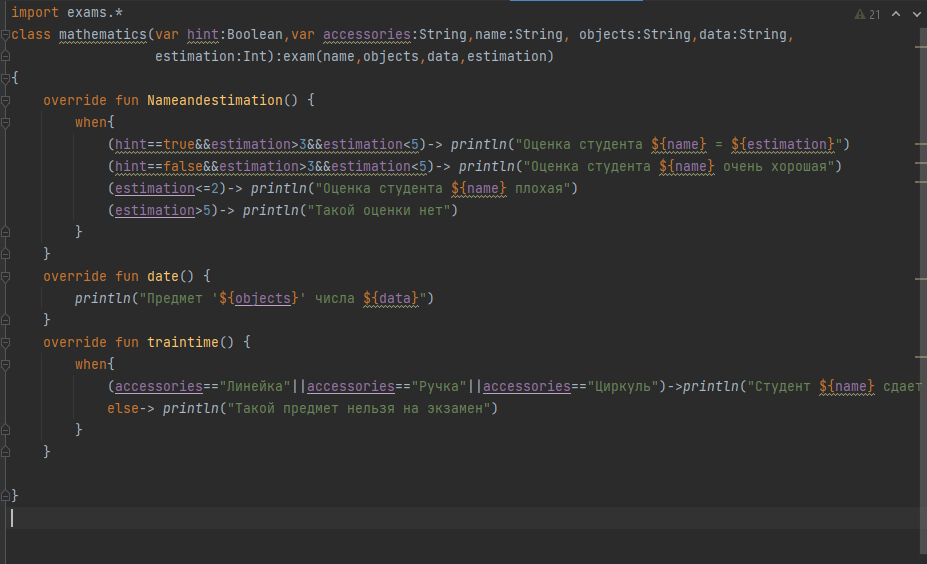 import exams.*
21
class mathematics(var hint:Boolean,var accessories:String,name:String, objects:String,data:String,
estimation:Int):exam(name,objects,data,estimation)
{
override fun Nameandestimation() {
when{
(hint==true&&estimation>3&&estimation<5)-> println("Оценка студента ${name} = ${estimation}")
(hint==false&&estimation>3&&estimation<5)-> println("Оценка студента ${name} очень хорошая")
(estimation<=2)-> println("Оценка студента ${name} плохая")
(estimation>5)-> println("Такой оценки нет")
}
}
override fun date() {
println("Предмет '${objects}' числа ${data}")
}
override fun traintime() {
when{
(accessories=="Линейка"||accessories=="Ручка"||accessories=="Циркуль")->println("Студент ${name} сдает
else-> println("Такой предмет нельзя на экзамен")
}
}
}